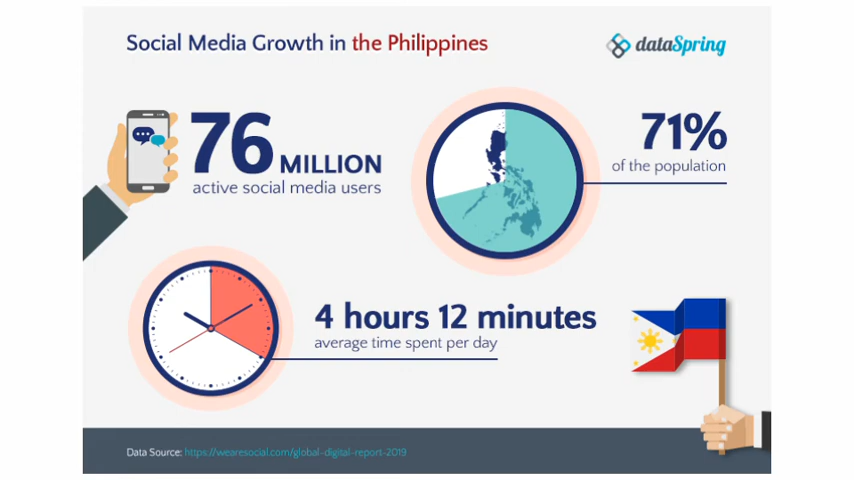 Social Media Growth in the Philippines
dataSpring
76 MILLION
active social media users
71%
of the population
4 hours 12 minutes
average time spent per day
Data Source: https://wearesocial.com/global-digital-report-2019